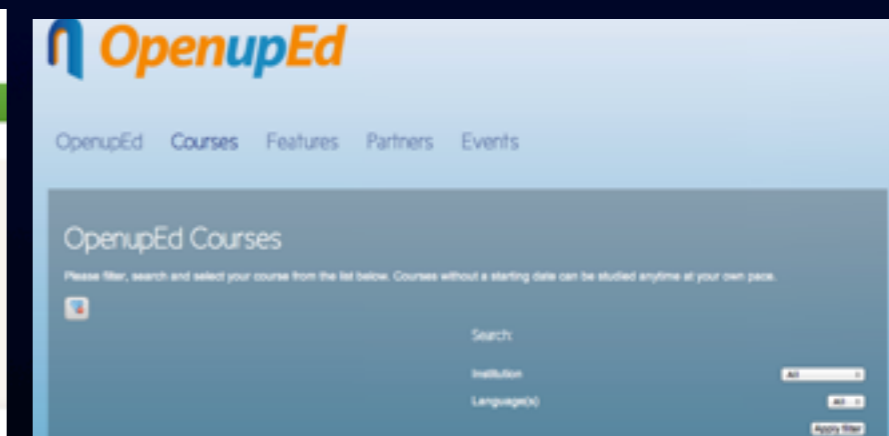 OpenupEd
OpenupEd Courses Features Partners Events
OpenupEd Courses
Please filter, search and select your course from the list below. Courses without a starting date can be studied anytime at your own pace.
Search:
Institution All
Language(s) All
Apply filter